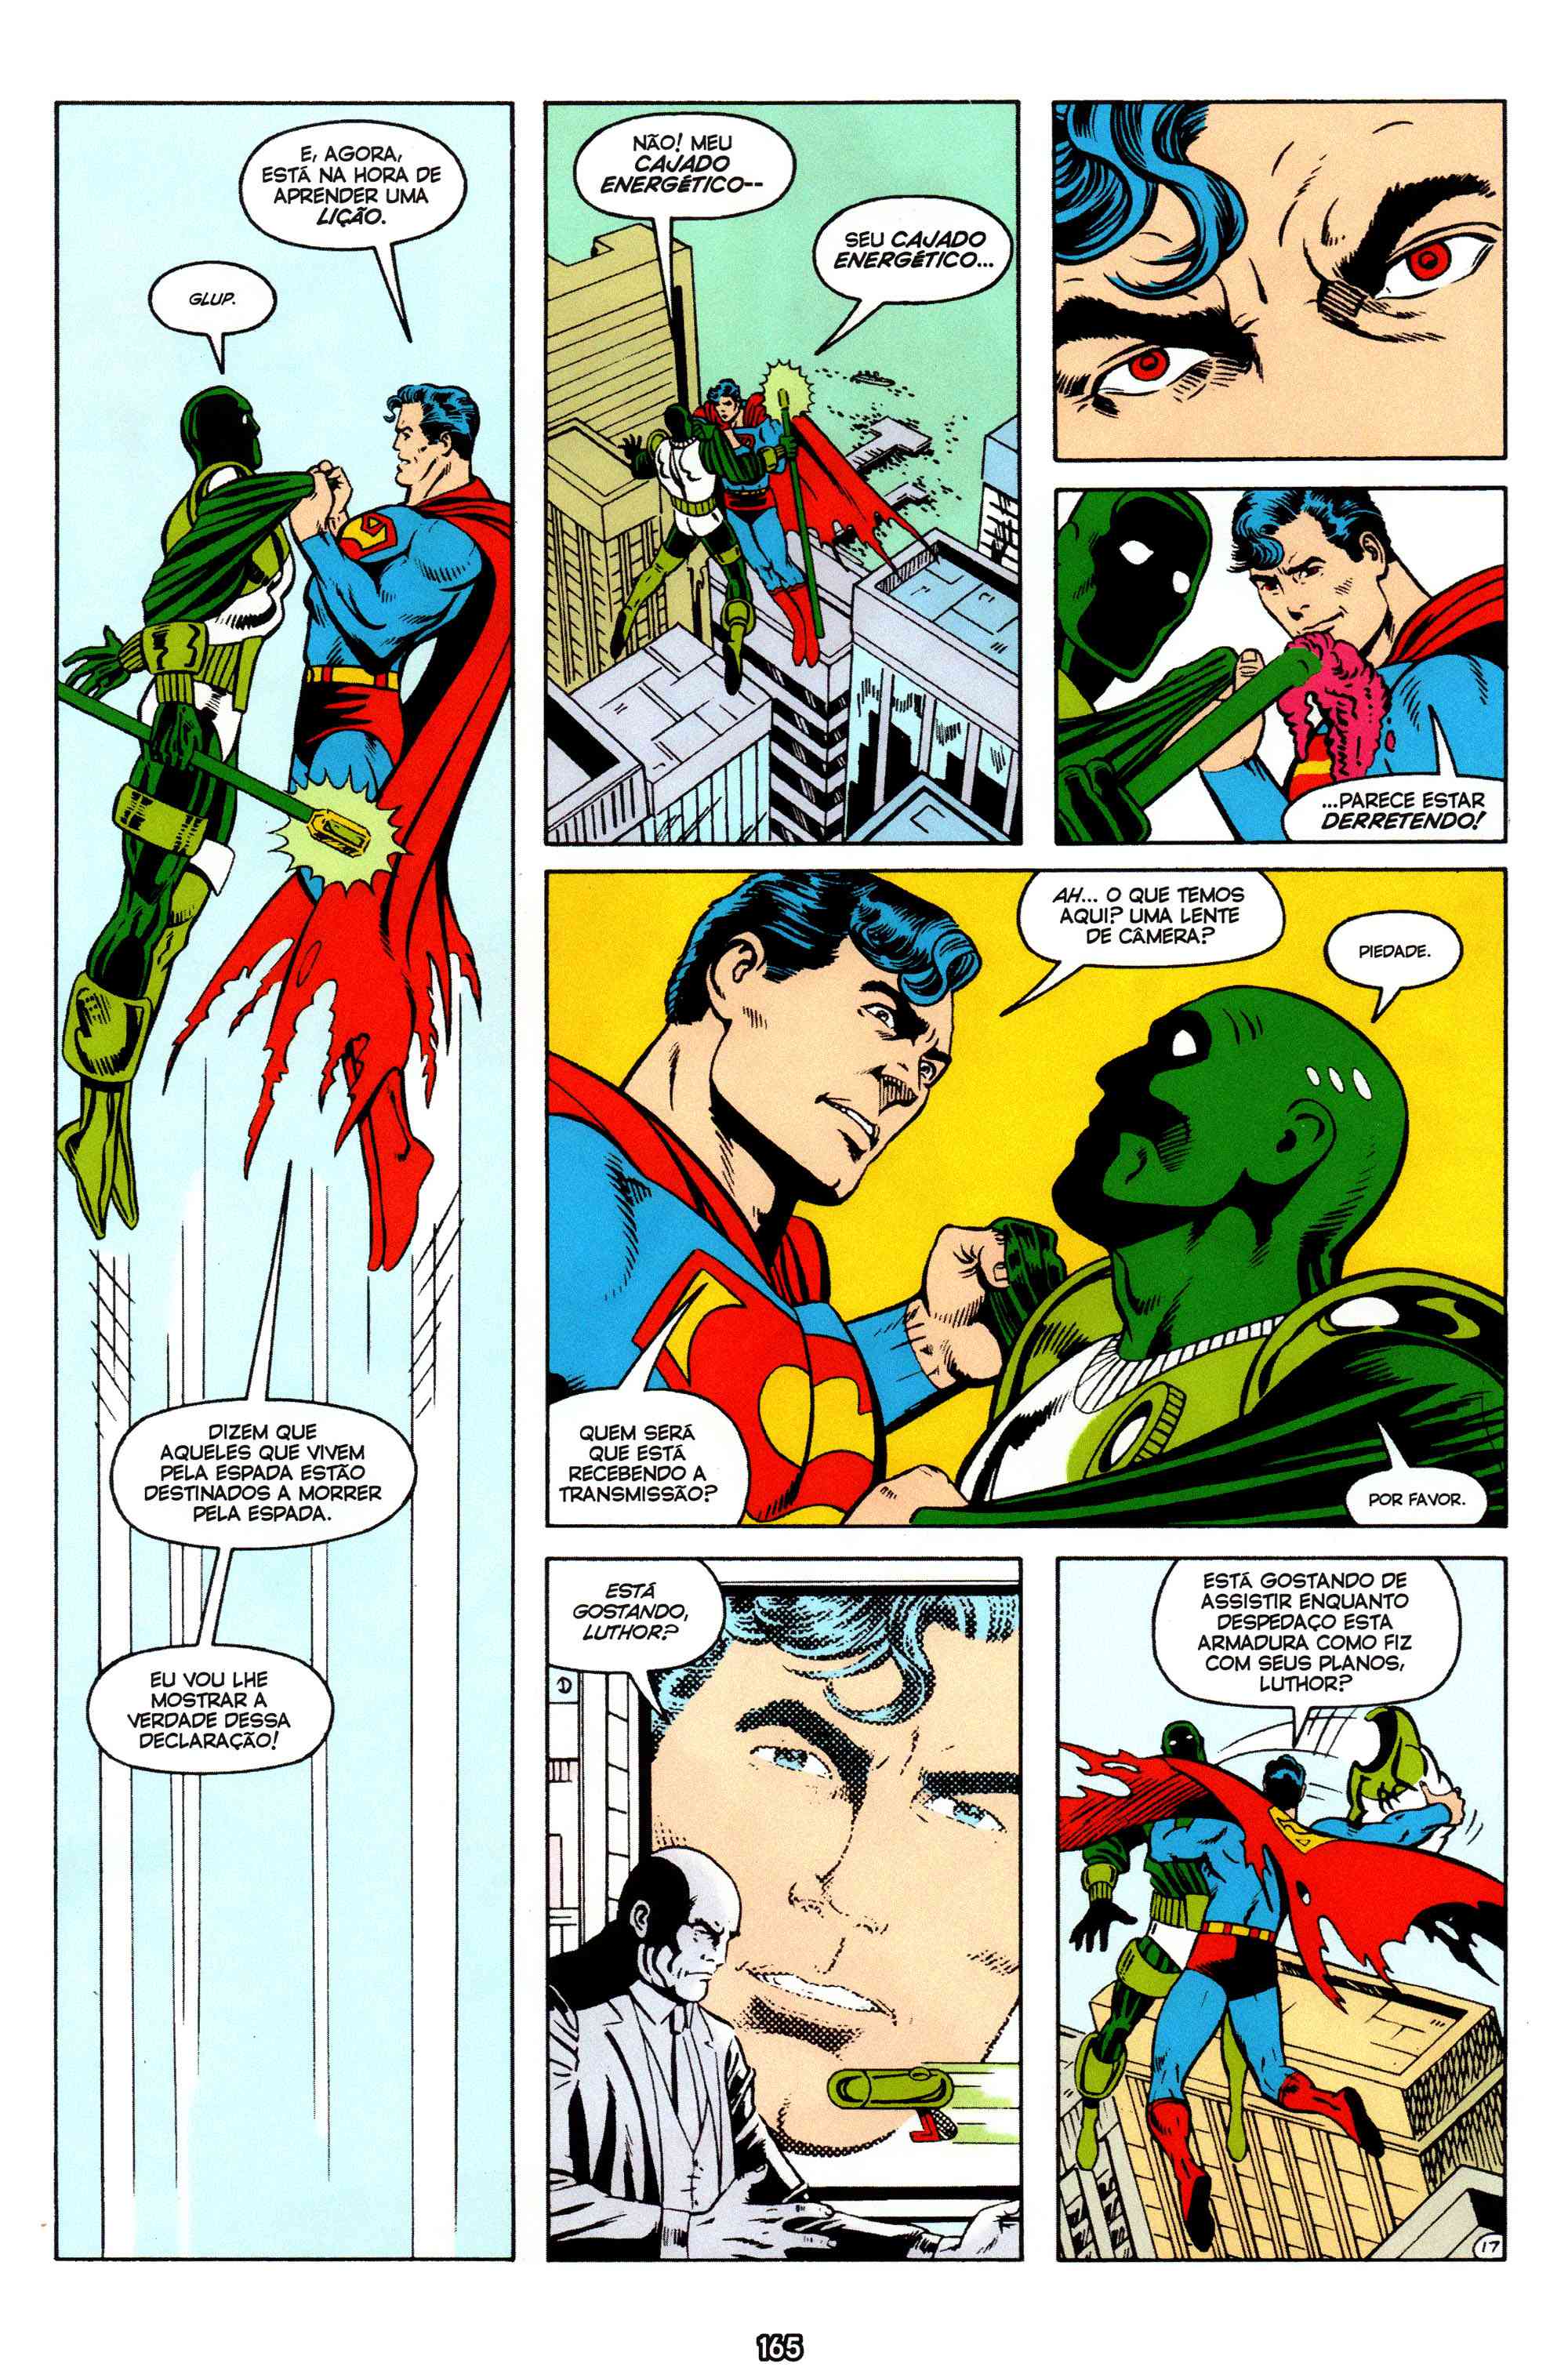 E, AGORA,
ESTÁ NA HORA DE
APRENDER UMA
LIÇÃO.
GLUP.
DIZEM QUE
AQUELES QUE VIVEM
PELA ESPADA ESTÃO
DESTINADOS A MORRER
PELA ESPADA.
EU VOU LHE
MOSTRAR A
VERDADE DESSA
DECLARAÇÃO!
NÃO! MEU
CAJADO
ENERGÉTICO--
SEU CAJADO
ENERGÉTICO...
...PARECE ESTAR
DERRETENDO!
AH... O QUE TEMOS
AQUI? UMA LENTE
DE CÂMERA?
PIEDADE.
QUEM SERÁ
QUE ESTÁ
RECEBENDO A
TRANSMISSÃO?
POR FAVOR.
ESTÁ
GOSTANDO,
LUTHOR?
ESTÁ GOSTANDO DE
ASSISTIR ENQUANTO
DESPEDAÇO ESTA
ARMADURA COMO FIZ
COM SEUS PLANOS,
LUTHOR?
17
165